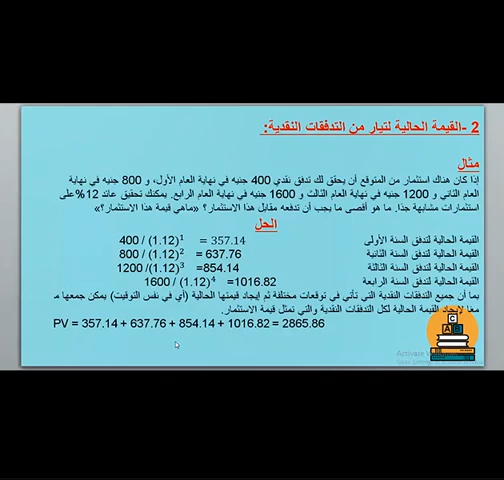 2 -القيمة الحالية لتيار من التدفقات النقدية:
مثال
إذا كان هناك استثمار من المتوقع أن يحقق لك تدفق نقدي 400 جنيه في نهاية العام الأول، و 800 جنيه في نهاية
العام الثاني و 1200 جنيه في نهاية العام الثالث و 1600 جنيه في نهاية العام الرابع. يمكنك تحقيق عائد 12% على
استثمارات مشابهة جدًا. ما هو أقصى ما يجب أن تدفعه مقابل هذا الاستثمار؟ «ماهي قيمة هذا الاستثمار؟»
الحل
القيمة الحالية لتدفق السنة الأولى 400 / (1.12)¹ = 357.14
القيمة الحالية لتدفق السنة الثانية 800 / (1.12)² = 637.76
القيمة الحالية لتدفق السنة الثالثة 1200 /(1.12)³ =854.14
القيمة الحالية لتدفق السنة الرابعة 1600 / (1.12)⁴ = 1016.82
بما أن جميع التدفقات النقدية التي تأتي في توقعات مختلفة تم إيجاد قيمتها الحالية (أي في نفس التوقيت) يمكن جمعها م
معًا لإيجاد القيمة الحالية لكل التدفقات النقدية والتي تمثل قيمة الاستثمار.
PV = 357.14 + 637.76 + 854.14 + 1016.82 = 2865.86
C
A B
Activate